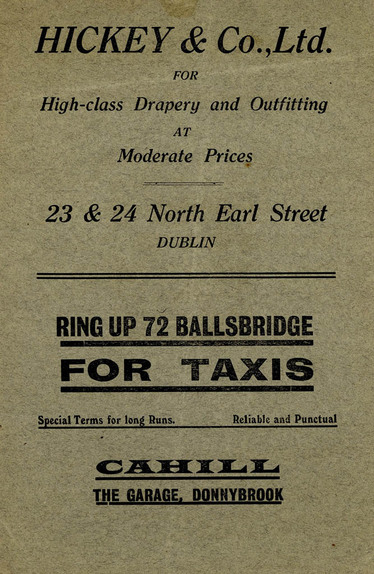 HICKEY & Co.,Ltd.
FOR
High-class Drapery and Outfitting
AT
Moderate Prices
23 & 24 North Earl Street
DUBLIN
RING UP 72 BALLSBRIDGE
FOR TAXIS
Special Terms for long Runs. Reliable and Punctual
CAHILL
THE GARAGE, DONNYBROOK